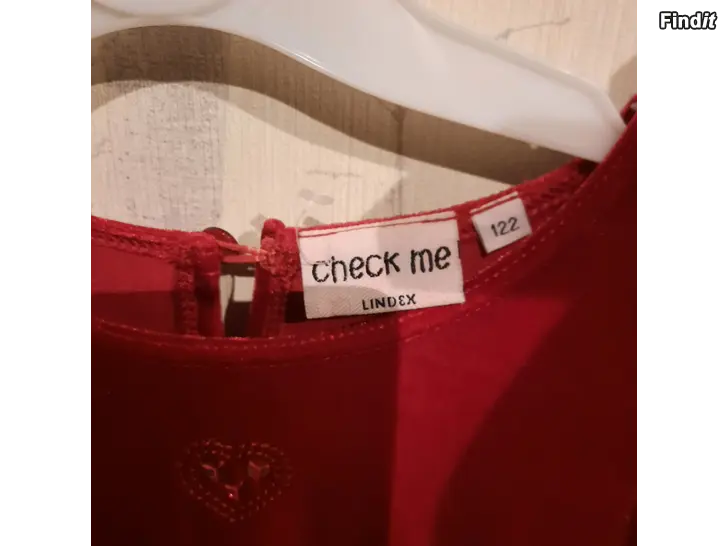 Findit
122
check me
LINDEX